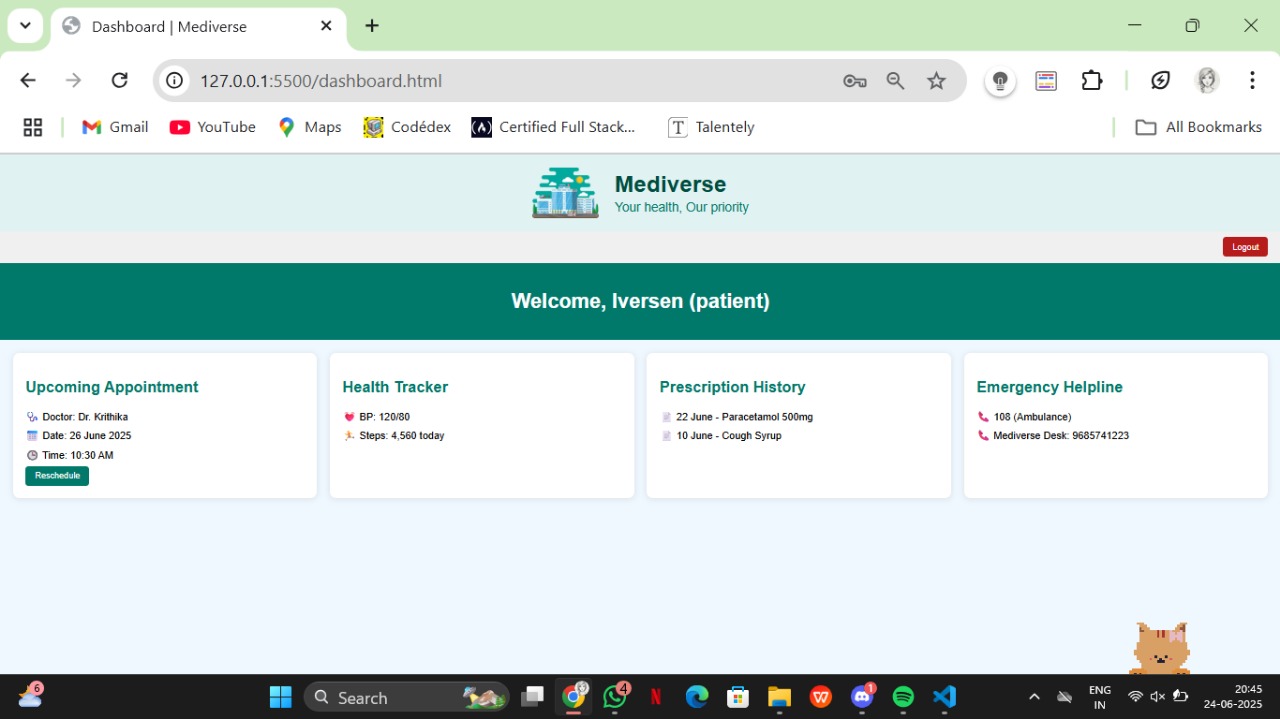 Dashboard | Mediverse
127.0.0.1:5500/dashboard.html
Gmail YouTube Maps Codédex Certified Full Stack... T Talentely All Bookmarks
Mediverse
Your health, Our priority
Logout
Welcome, Iversen (patient)
Upcoming Appointment
Doctor: Dr. Krithika
Date: 26 June 2025
Time: 10:30 AM
Reschedule
Health Tracker
BP: 120/80
Steps: 4,560 today
Prescription History
22 June - Paracetamol 500mg
10 June - Cough Syrup
Emergency Helpline
108 (Ambulance)
Mediverse Desk: 9685741223
6
Search
4
N
W
1
ENG
IN
20:45
24-06-2025